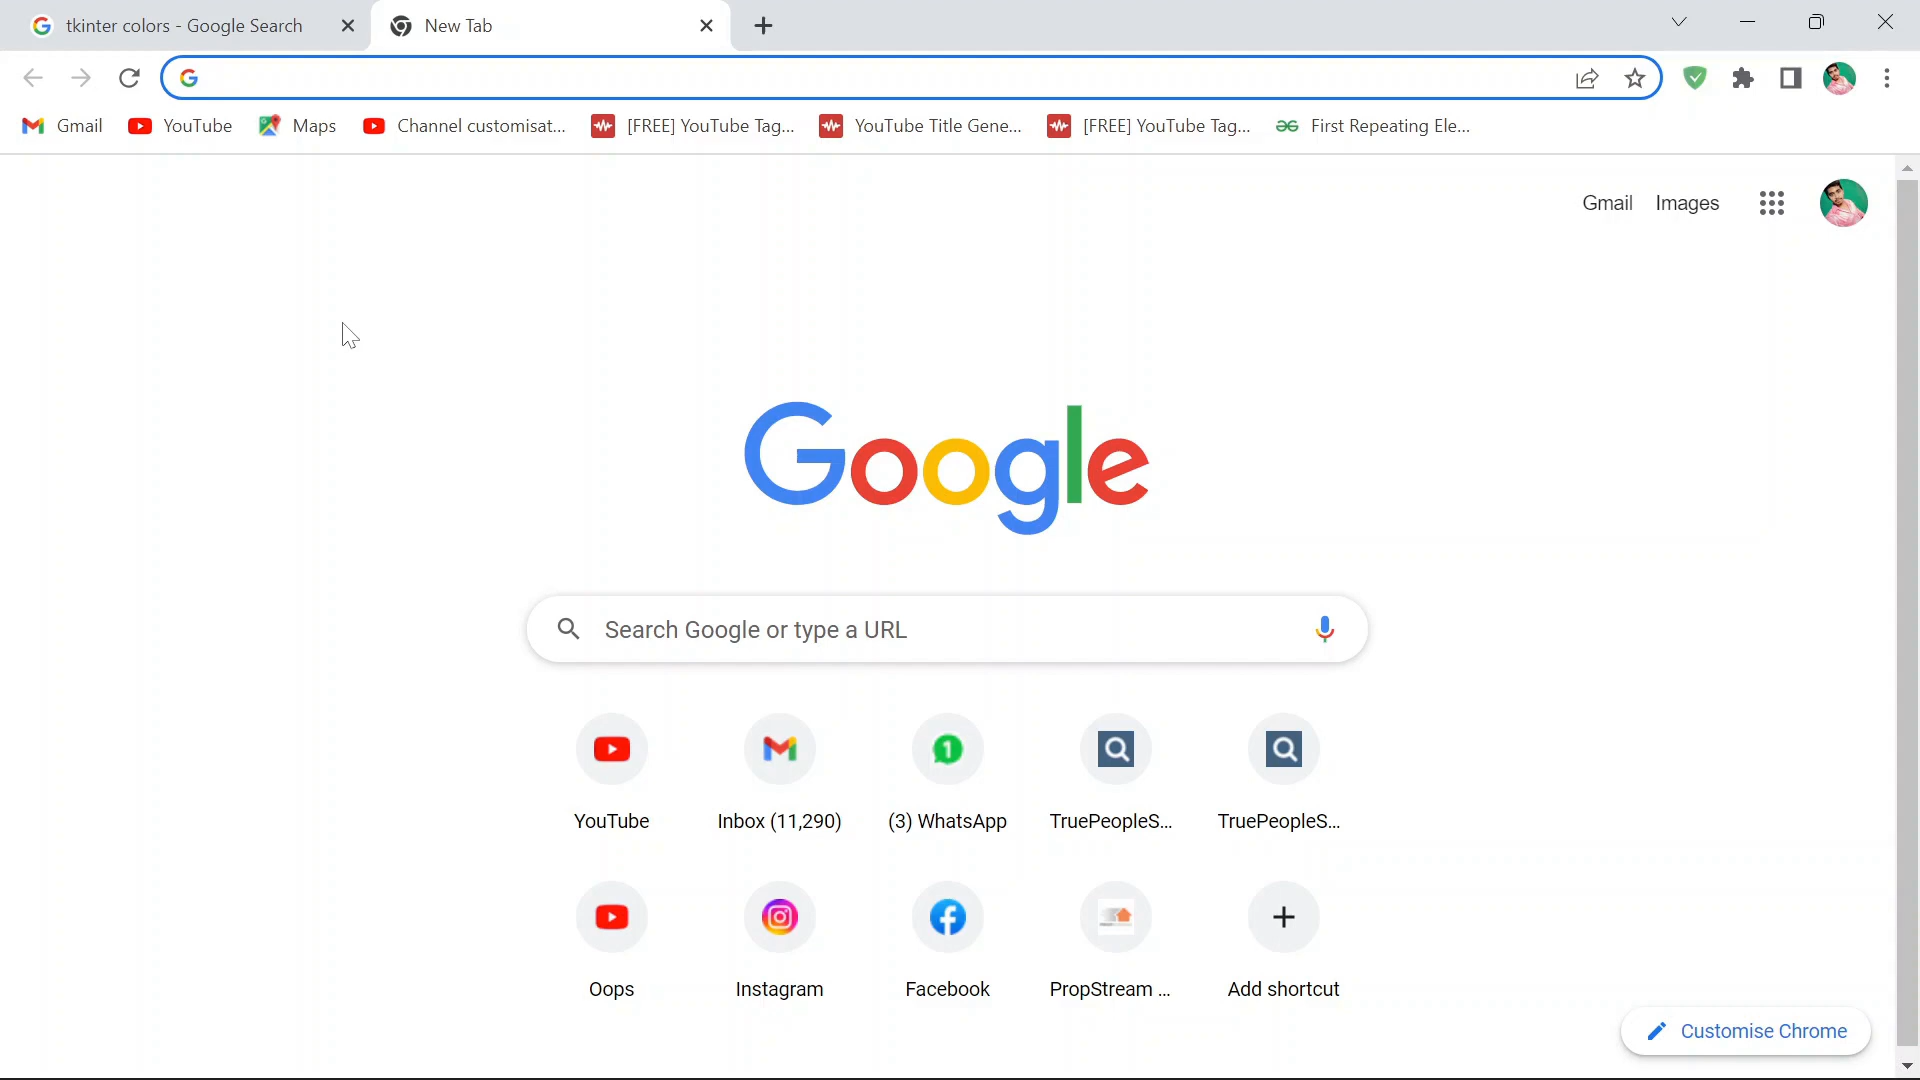 tkinter colors - Google Search
New Tab
Gmail
YouTube
Maps
Channel customisat...
[FREE] YouTube Tag...
YouTube Title Gene...
[FREE] YouTube Tag...
First Repeating Ele...
Gmail
Images
Google
Search Google or type a URL
YouTube
Inbox (11,290)
(3) WhatsApp
TruePeopleS...
TruePeopleS...
Oops
Instagram
Facebook
PropStream ...
Add shortcut
Customise Chrome